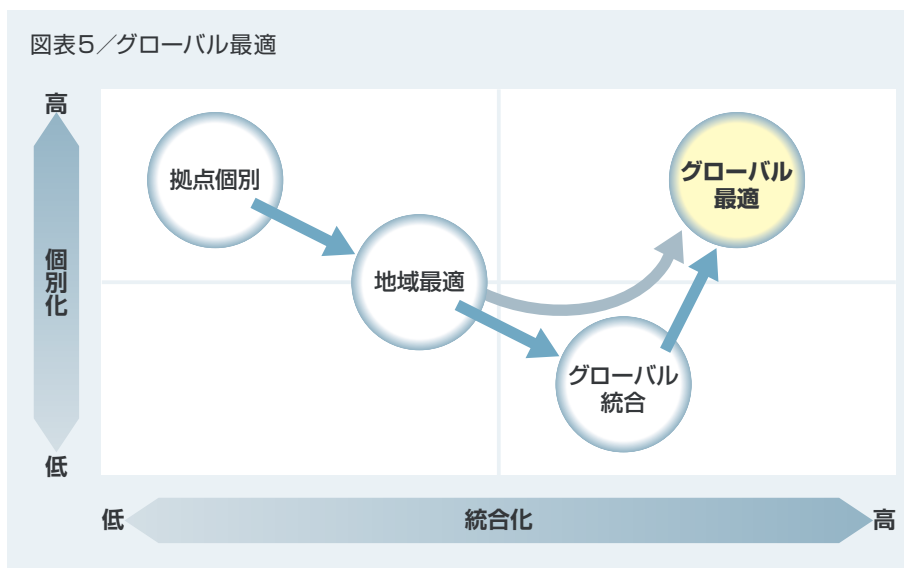 図表5／グローバル最適
高
個別化
低
拠点個別
地域最適
グローバル
統合
グローバル
最適
低
統合化
高